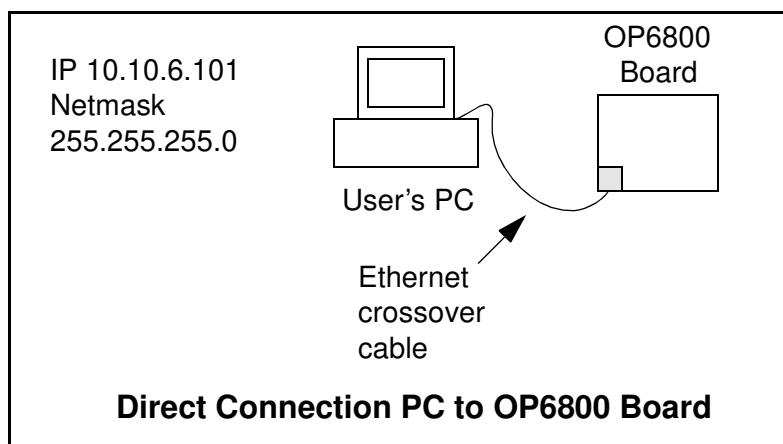 IP 10.10.6.101
Netmask
255.255.255.0
OP6800
Board
User's PC
Ethernet
crossover
cable
Direct Connection PC to OP6800 Board